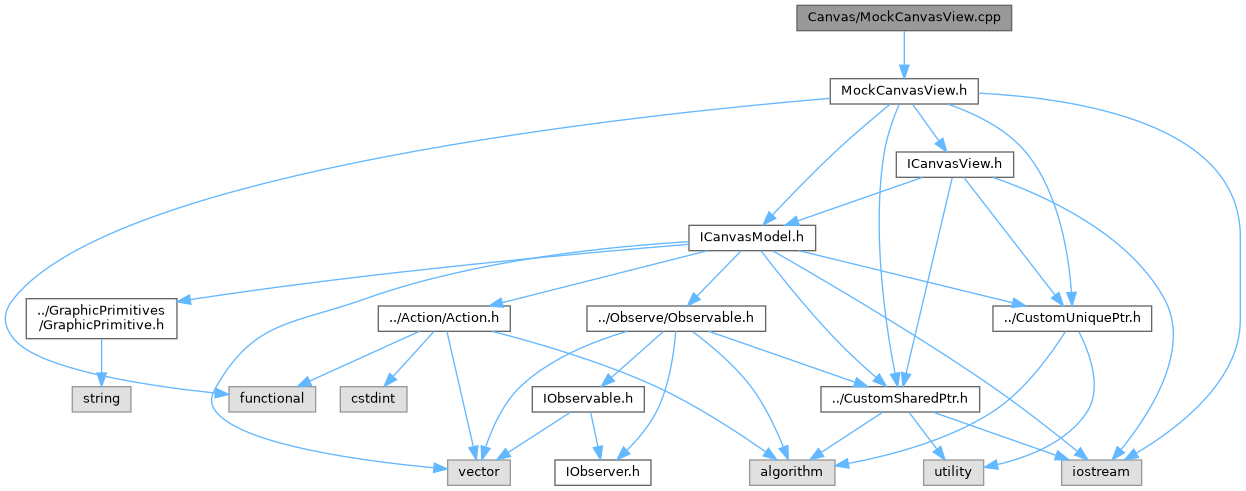 Canvas/MockCanvasView.cpp
MockCanvasView.h
ICanvasView.h
ICanvasModel.h
../GraphicPrimitives
/GraphicPrimitive.h
../Action/Action.h
../Observe/Observable.h
../CustomUniquePtr.h
string
functional
cstdint
IObservable.h
../CustomSharedPtr.h
vector
IObserver.h
algorithm
utility
iostream